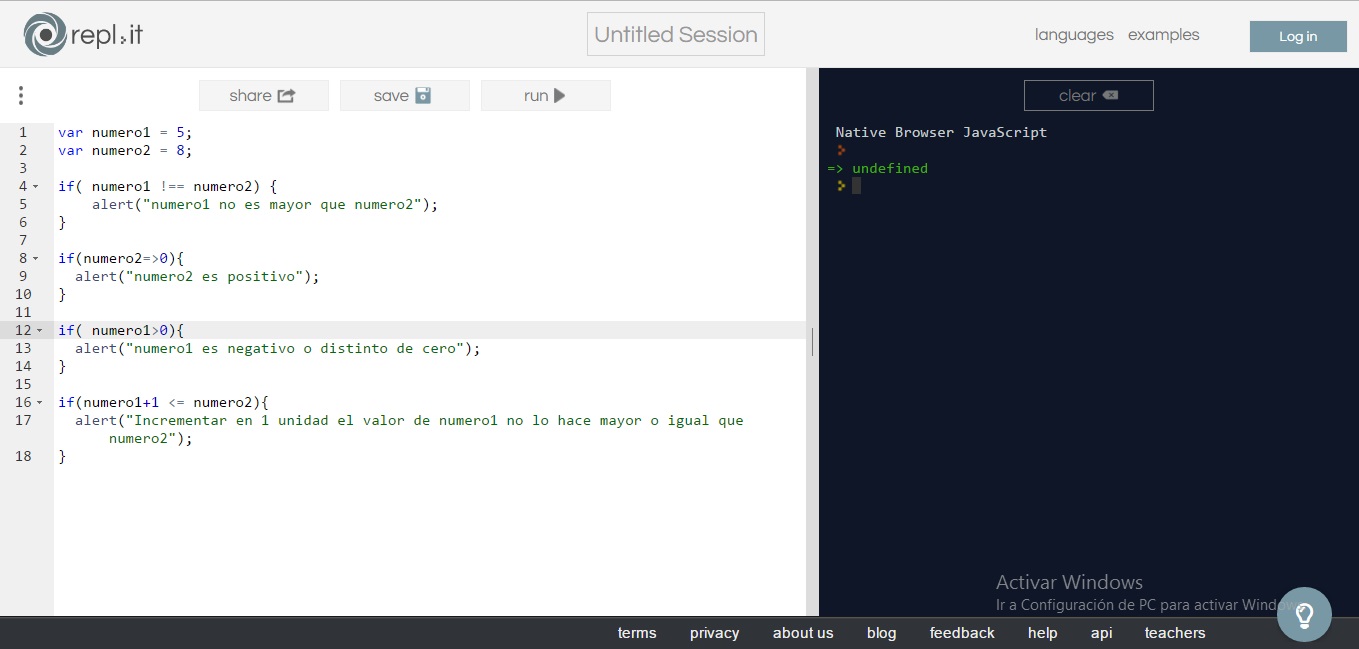 repl.it
Untitled Session
languages examples
Log in
share save run
clear
1 var numero1 = 5;
2 var numero2 = 8;
3
4 if( numero1 !== numero2) {
5 alert("numero1 no es mayor que numero2");
6 }
7
8 if(numero2=>0){
9 alert("numero2 es positivo");
10 }
11
12 if( numero1>0){
13 alert("numero1 es negativo o distinto de cero");
14 }
15
16 if(numero1+1 <= numero2){
17 alert("Incrementar en 1 unidad el valor de numero1 no lo hace mayor o igual que
numero2");
18 }
Native Browser JavaScript
=> undefined
Activar Windows
Ir a Configuración de PC para activar Windo
terms privacy about us blog feedback help api teachers